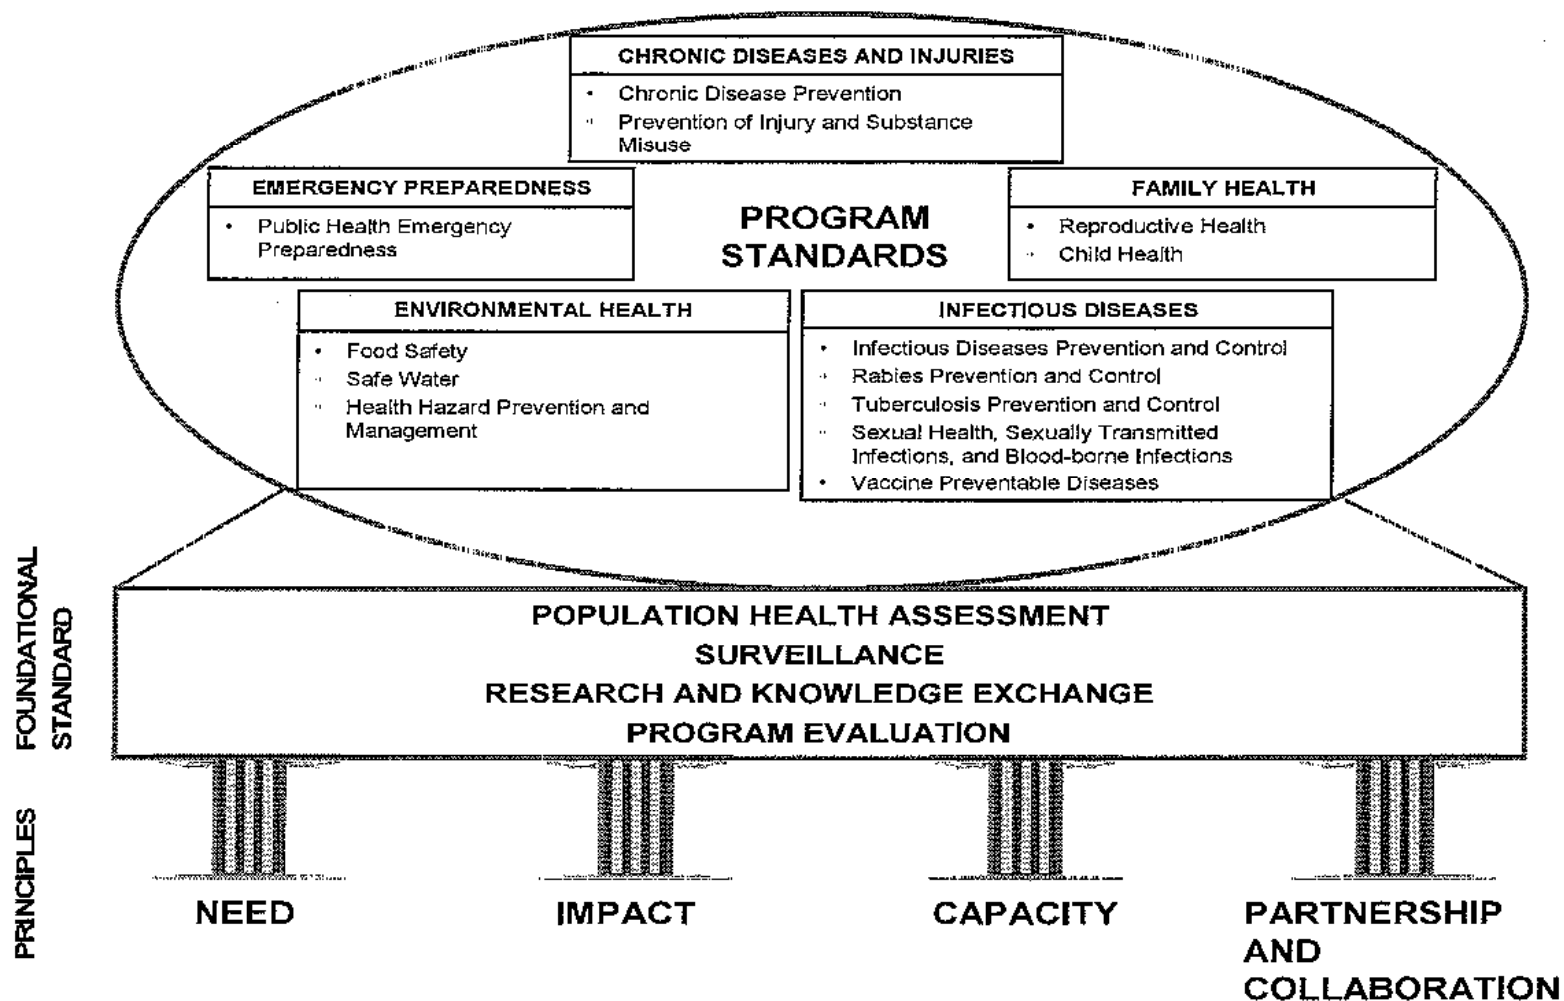 CHRONIC DISEASES AND INJURIES
• Chronic Disease Prevention
• Prevention of Injury and Substance
Misuse
EMERGENCY PREPAREDNESS
• Public Health Emergency
Preparedness
PROGRAM
STANDARDS
FAMILY HEALTH
• Reproductive Health
• Child Health
ENVIRONMENTAL HEALTH
• Food Safety
• Safe Water
• Health Hazard Prevention and
Management
INFECTIOUS DISEASES
• Infectious Diseases Prevention and Control
• Rabies Prevention and Control
• Tuberculosis Prevention and Control
• Sexual Health, Sexually Transmitted
Infections, and Blood-borne Infections
• Vaccine Preventable Diseases
FOUNDATIONAL
STANDARD
POPULATION HEALTH ASSESSMENT
SURVEILLANCE
RESEARCH AND KNOWLEDGE EXCHANGE
PROGRAM EVALUATION
PRINCIPLES
NEED
IMPACT
CAPACITY
PARTNERSHIP
AND
COLLABORATION